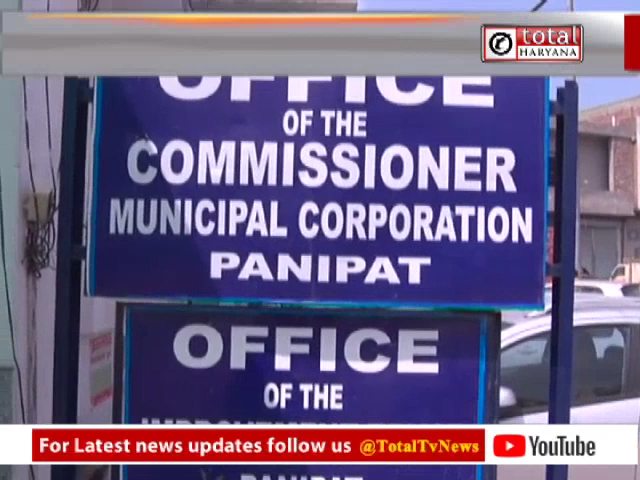 total
HARYANA
OFFICE
OF THE
COMMISSIONER
MUNICIPAL CORPORATION
PANIPAT
OFFICE
OF THE
For Latest news updates follow us @TotalTvNews YouTube
PANIPAT